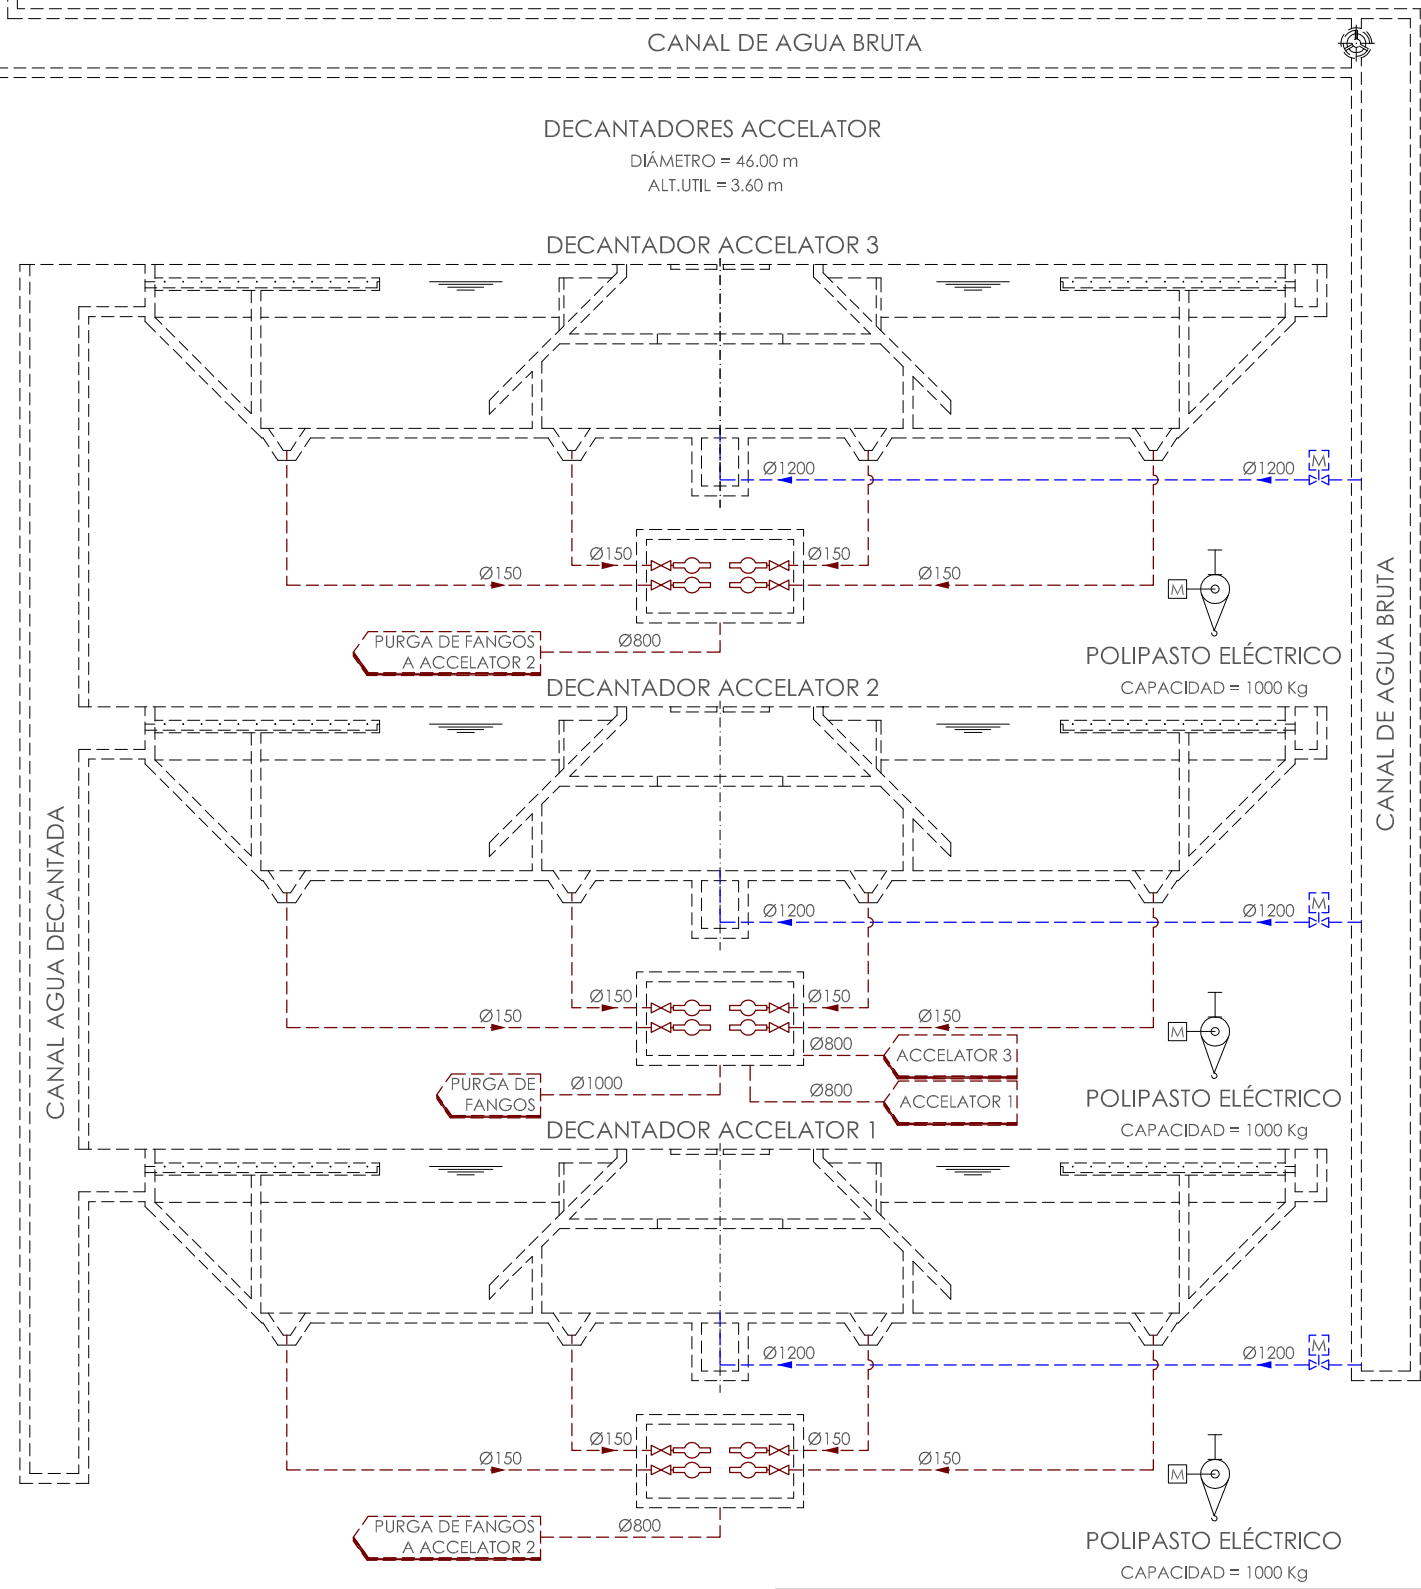 CANAL DE AGUA BRUTA
DECANTADORES ACCELATOR
DIÁMETRO = 46.00 m
ALT.UTIL = 3.60 m
DECANTADOR ACCELATOR 3
Ø1200
Ø1200
M
Ø150
Ø150
Ø150
Ø150
M
PURGA DE FANGOS
A ACCELATOR 2
Ø800
POLIPASTO ELÉCTRICO
CAPACIDAD = 1000 Kg
CANAL DE AGUA BRUTA
DECANTADOR ACCELATOR 2
CANAL AGUA DECANTADA
Ø1200
Ø1200
M
Ø150
Ø150
Ø150
Ø150
M
Ø800
ACCELATOR 3
PURGA DE
FANGOS
Ø1000
Ø800
ACCELATOR 1
POLIPASTO ELÉCTRICO
CAPACIDAD = 1000 Kg
DECANTADOR ACCELATOR 1
Ø1200
Ø1200
M
Ø150
Ø150
Ø150
Ø150
M
PURGA DE FANGOS
A ACCELATOR 2
Ø800
POLIPASTO ELÉCTRICO
CAPACIDAD = 1000 Kg